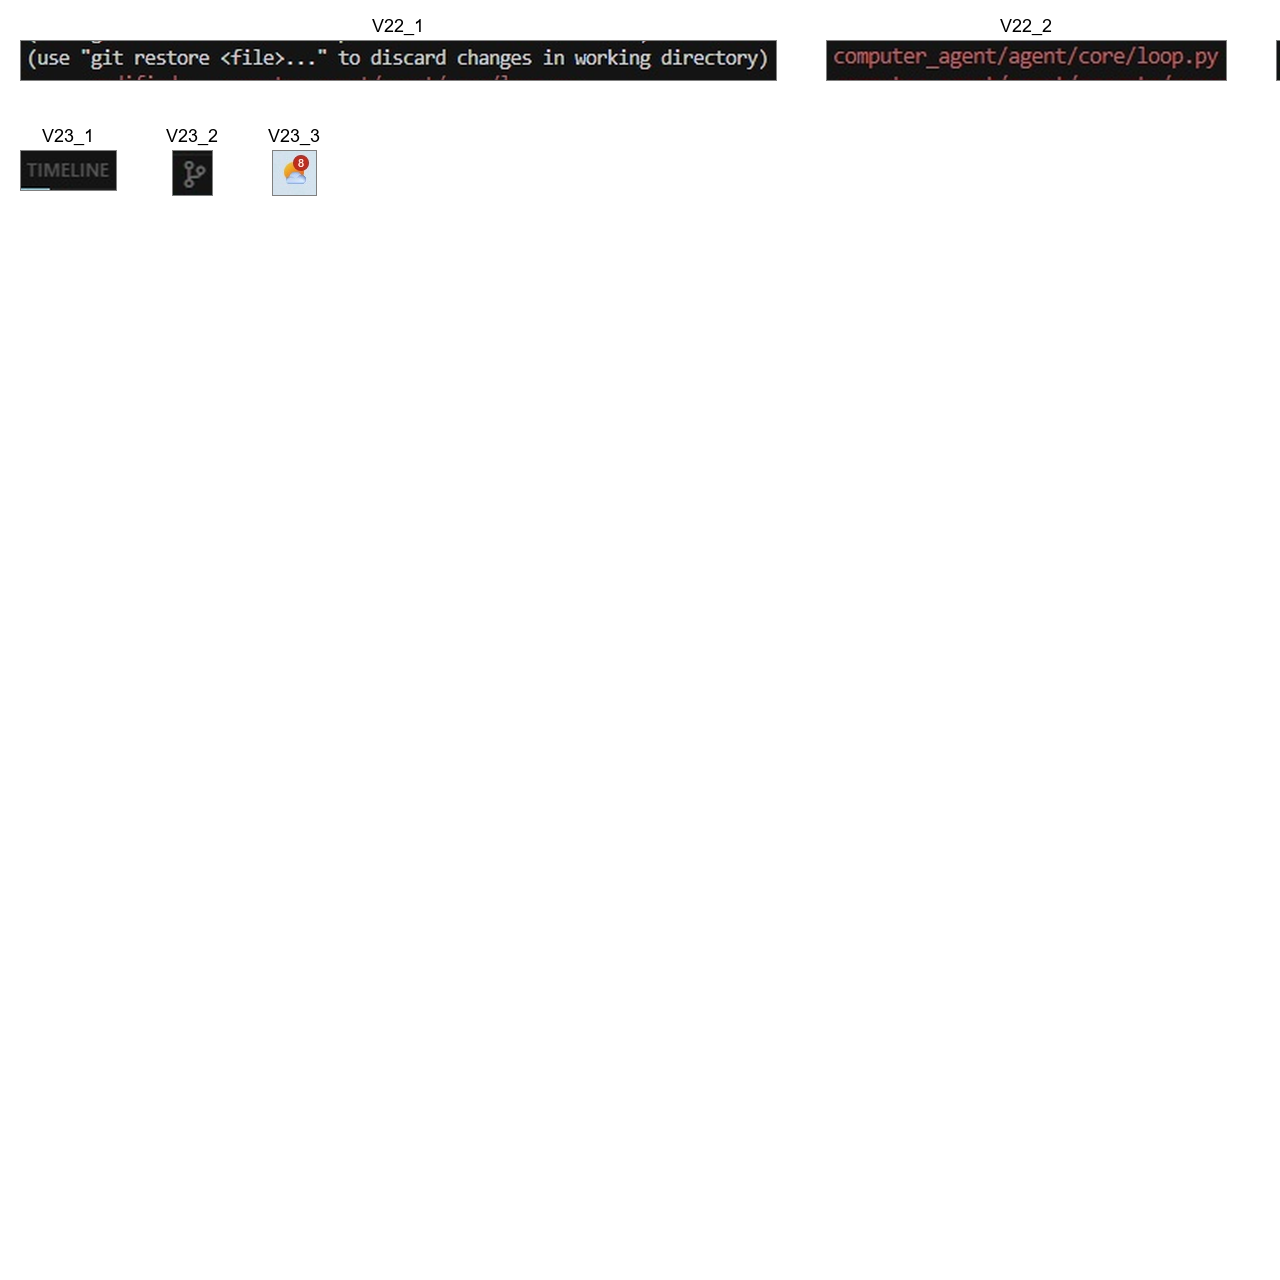 V22_1
V22_2
(use "git restore <file>..." to discard changes in working directory)
computer_agent/agent/core/loop.py
V23_1
V23_2
V23_3
TIMELINE
8